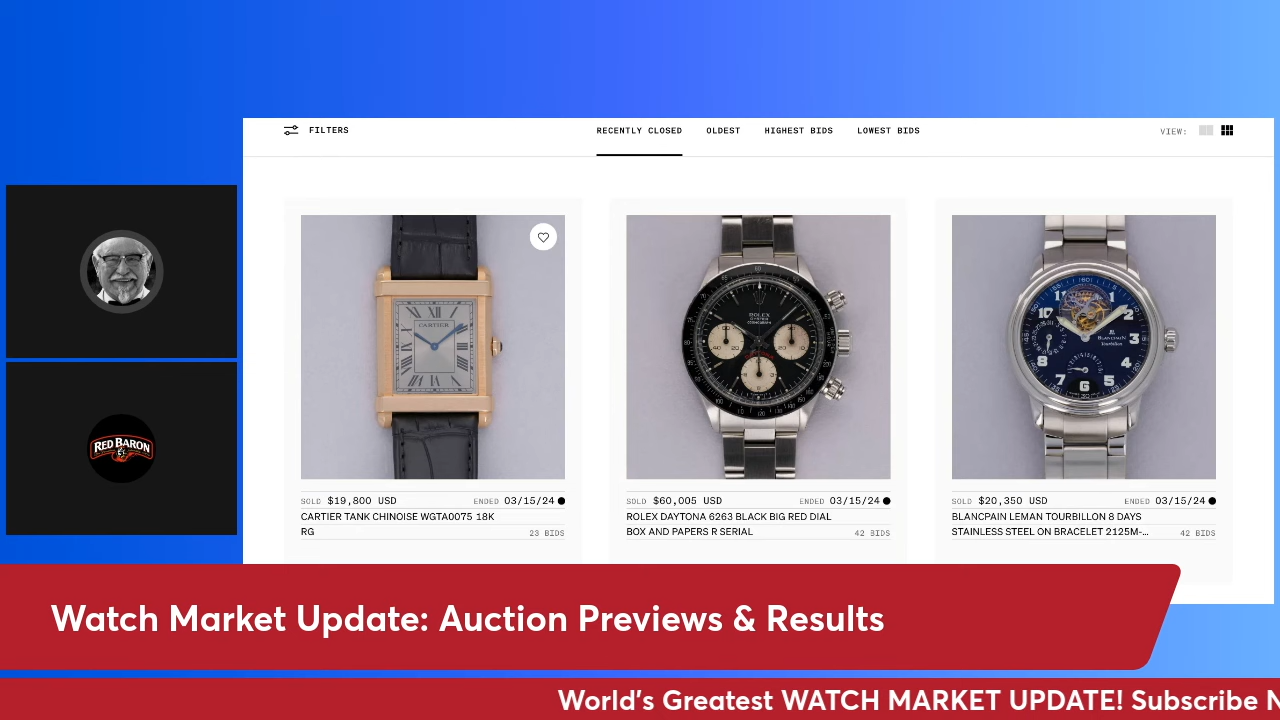 FILTERS
RECENTLY CLOSED OLDEST HIGHEST BIDS LOWEST BIDS
VIEW:
RED BARON
CARTIER
ROLEX
BLANCPAIN
Tourbillon
SOLD $19,800 USD ENDED 03/15/24
CARTIER TANK CHINOISE WGTA0075 18K
RG 23 BIDS
SOLD $60,005 USD ENDED 03/15/24
ROLEX DAYTONA 6263 BLACK BIG RED DIAL
BOX AND PAPERS R SERIAL 42 BIDS
SOLD $20,350 USD ENDED 03/15/24
BLANCPAIN LEMAN TOURBILLON 8 DAYS
STAINLESS STEEL ON BRACELET 2125M-... 42 BIDS
Watch Market Update: Auction Previews & Results
World's Greatest WATCH MARKET UPDATE! Subscribe N